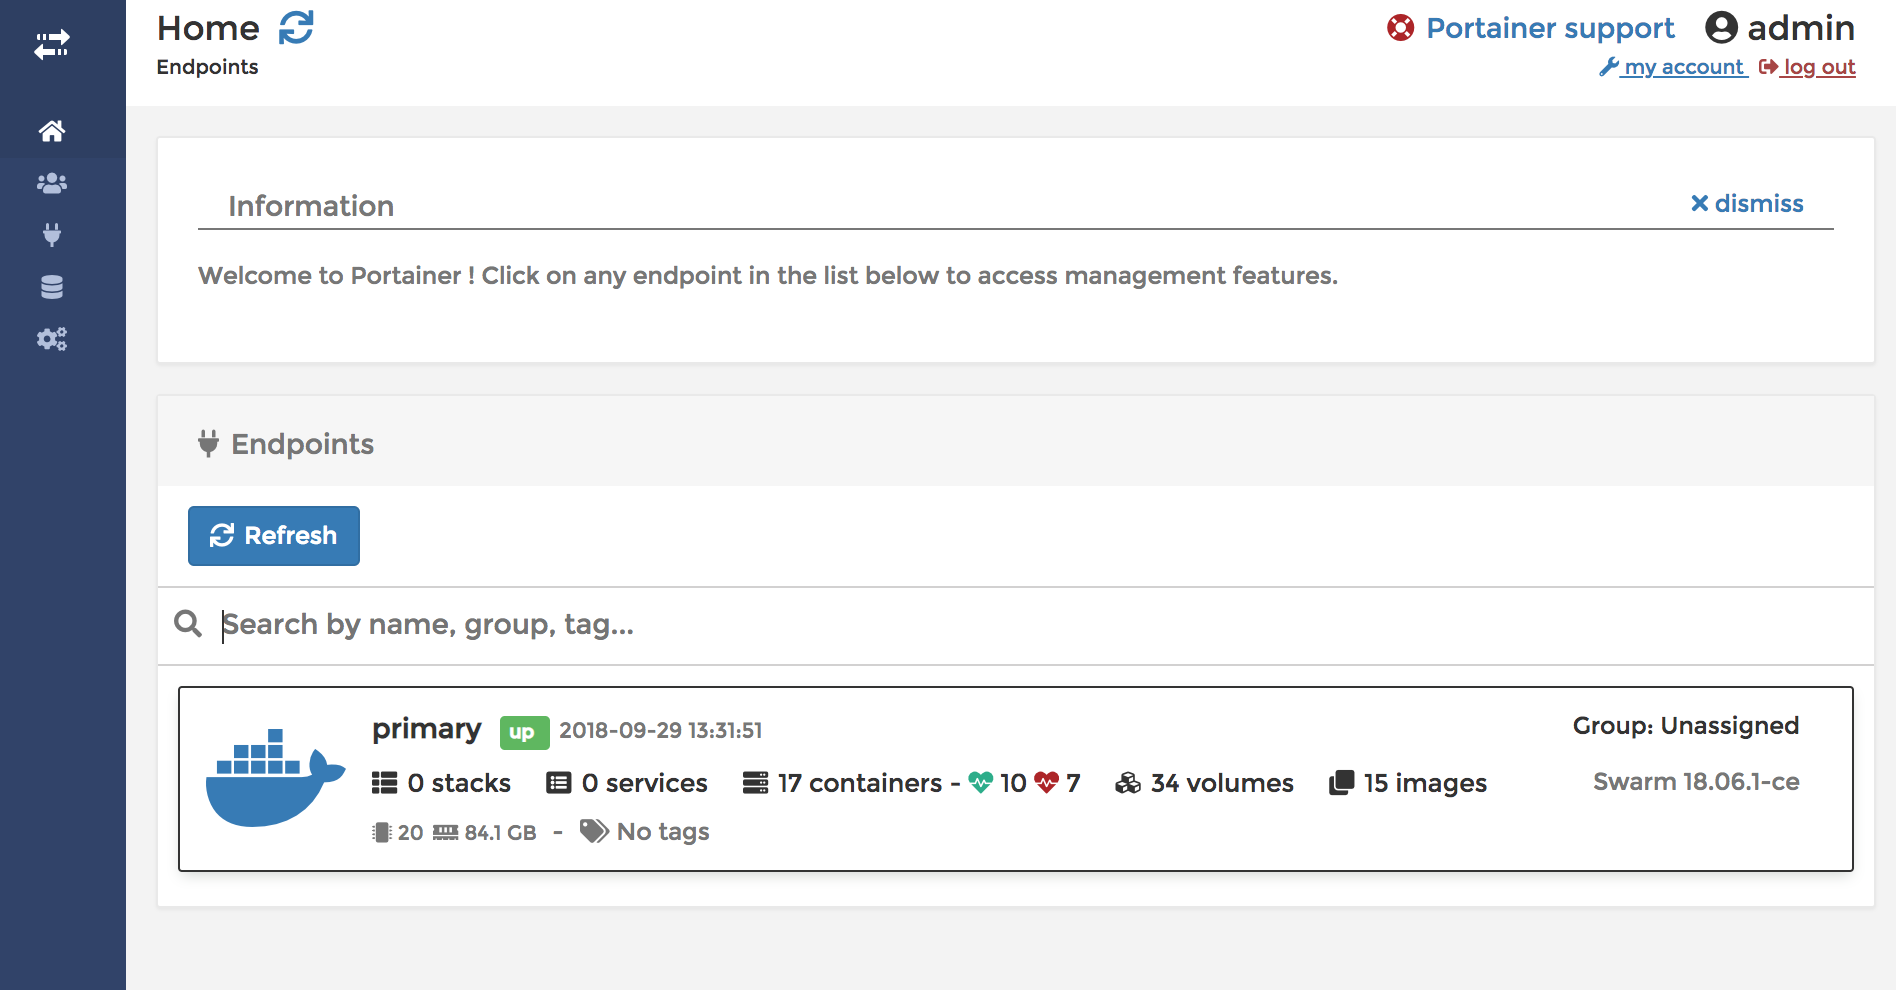 Home
Portainer support
admin
Endpoints
my account
log out
Information
dismiss
Welcome to Portainer ! Click on any endpoint in the list below to access management features.
Endpoints
Refresh
Search by name, group, tag...
primary up 2018-09-29 13:31:51
Group: Unassigned
0 stacks 0 services 17 containers - 10 7 34 volumes 15 images
Swarm 18.06.1-ce
20 84.1 GB - No tags